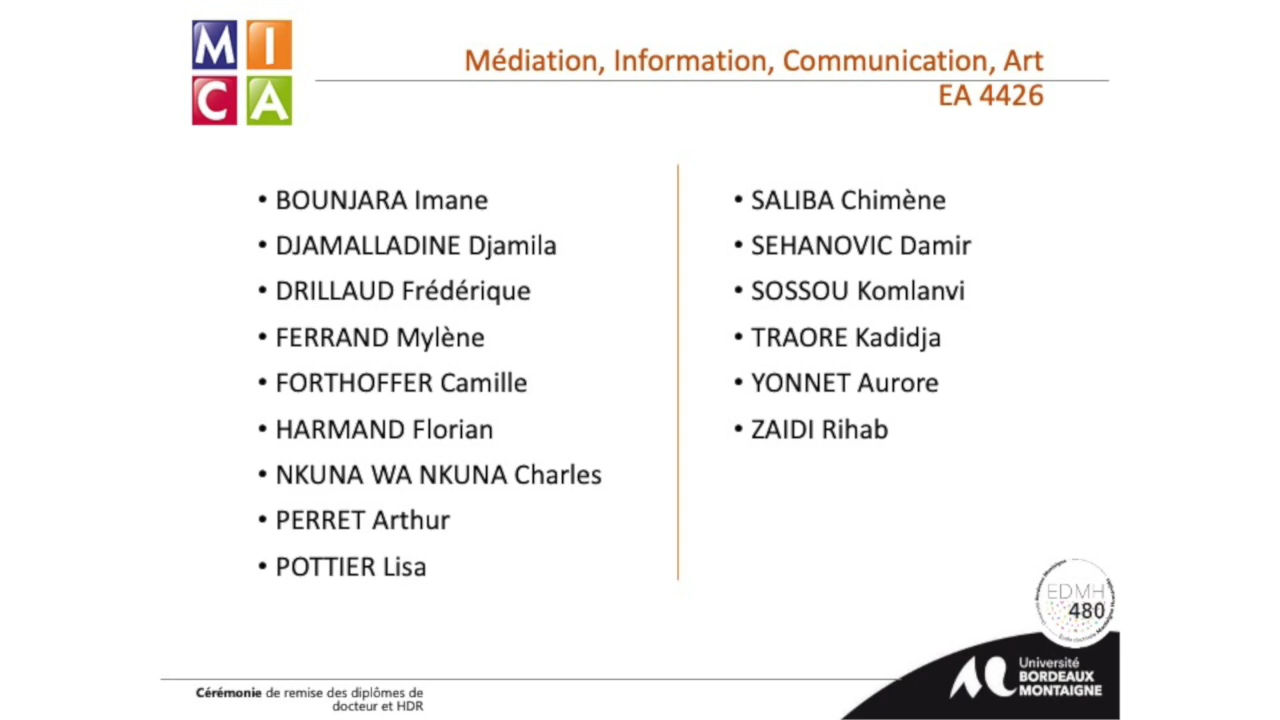 M I
C A
Médiation, Information, Communication, Art
EA 4426
• BOUNJARA Imane
• DJAMALLADINE Djamila
• DRILLAUD Frédérique
• FERRAND Mylène
• FORTHOFFER Camille
• HARMAND Florian
• NKUNA WA NKUNA Charles
• PERRET Arthur
• POTTIER Lisa
• SALIBA Chimène
• SEHANOVIC Damir
• SOSSOU Komlanvi
• TRAORE Kadidja
• YONNET Aurore
• ZAIDI Rihab
EDMH
480
Université
BORDEAUX
MONTAIGNE
Cérémonie de remise des diplômes de
docteur et HDR